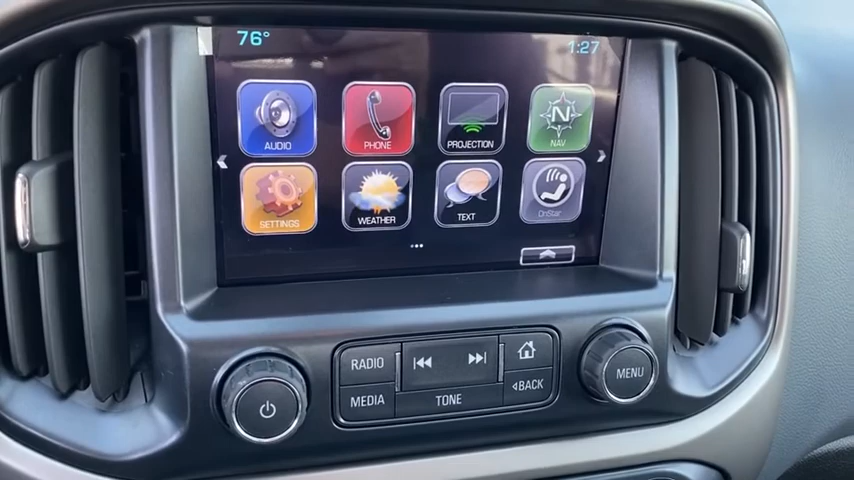 76° 1:27
AUDIO PHONE PROJECTION N NAV
SETTINGS WEATHER TEXT OnStar
RADIO
MEDIA TONE BACK
MENU